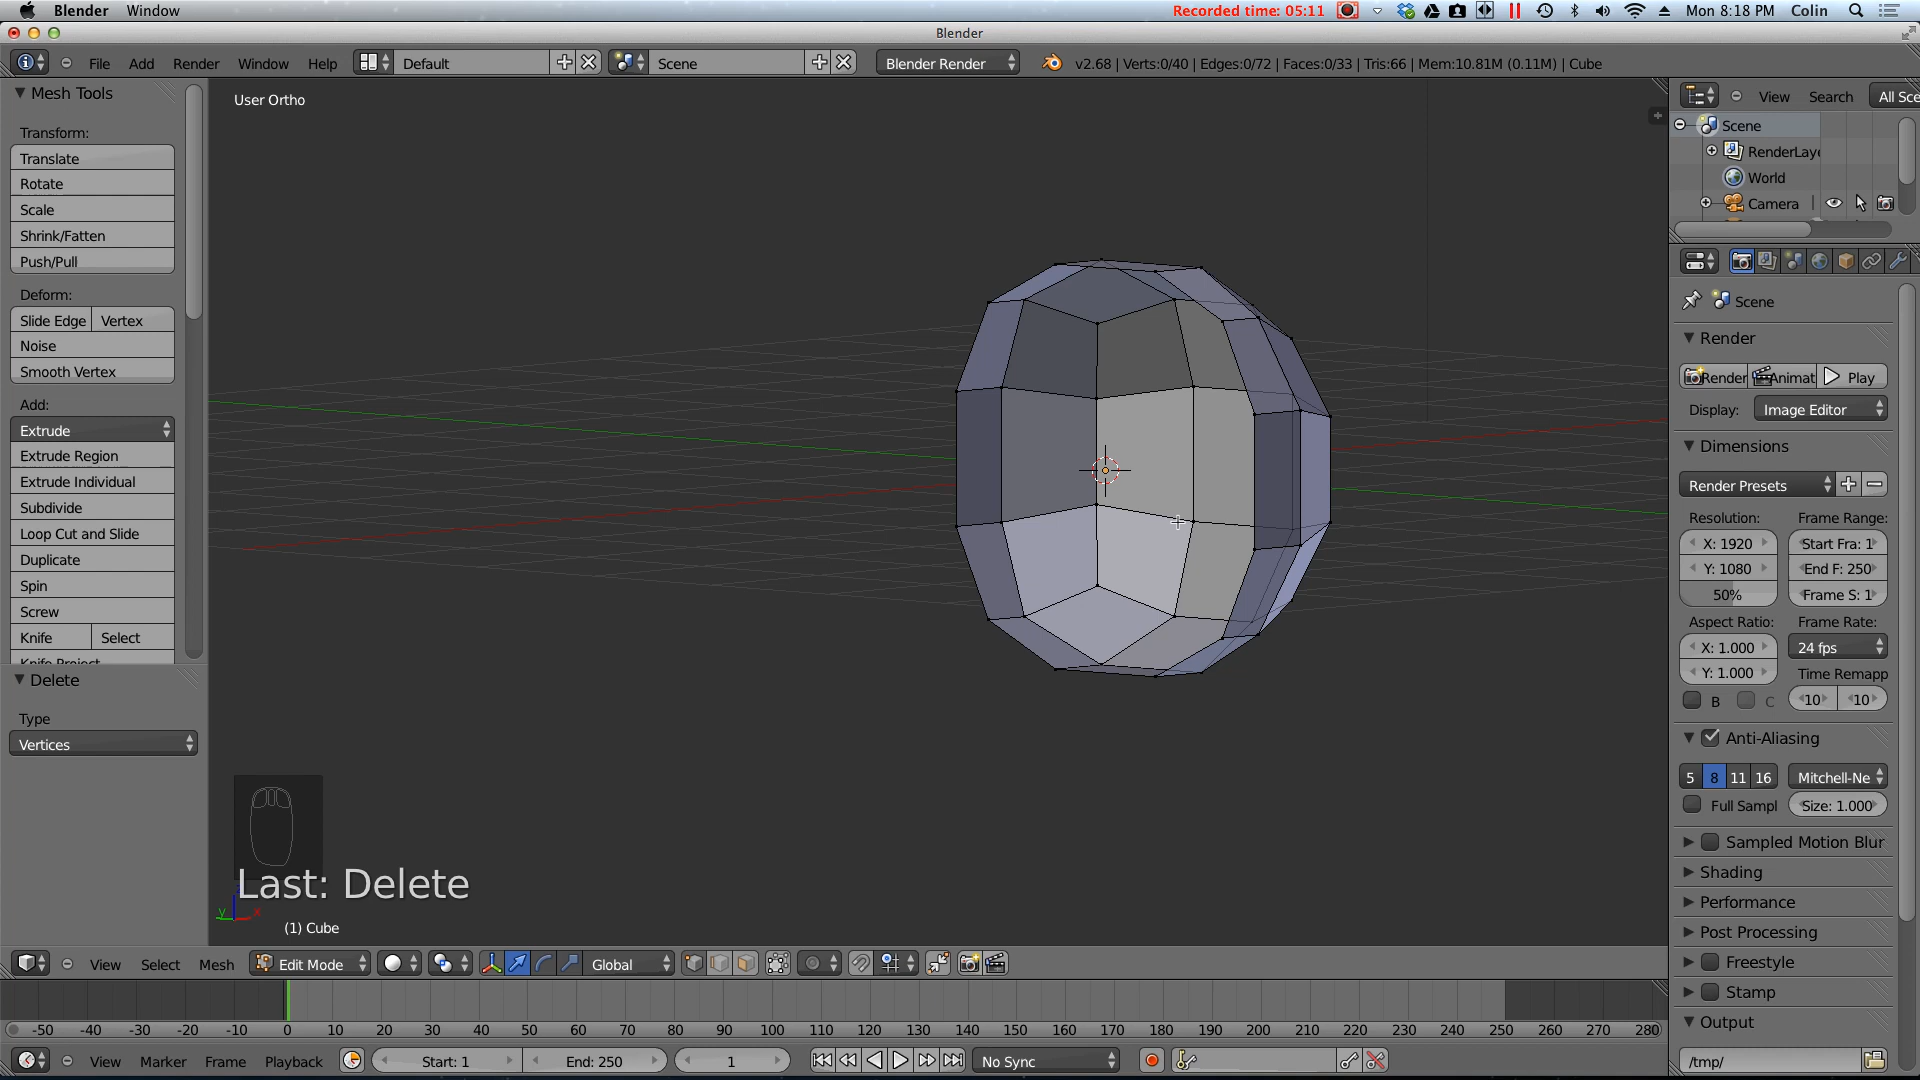 Blender Window Recorded time: 05:11 Mon 8:18 PM Colin
Blender
File Add Render Window Help Default Scene Blender Render v2.68 | Verts:0/40 | Edges:0/72 | Faces:0/33 | Tris:66 | Mem:10.81M (0.11M) | Cube
Mesh Tools
Transform:
Translate
Rotate
Scale
Shrink/Fatten
Push/Pull
Deform:
Slide Edge Vertex
Noise
Smooth Vertex
Add:
Extrude
Extrude Region
Extrude Individual
Subdivide
Loop Cut and Slide
Duplicate
Spin
Screw
Knife Select
Knife Project
Delete
Type
Vertices
User Ortho
Last: Delete
y x
(1) Cube
View Search All Sce
Scene
RenderLaye
World
Camera
Scene
Render
Render Animat Play
Display: Image Editor
Dimensions
Render Presets
Resolution: Frame Range:
X: 1920 Start Fra: 1
Y: 1080 End F: 250
50% Frame S: 1
Aspect Ratio: Frame Rate:
X: 1.000 24 fps
Y: 1.000 Time Remapp
B C 10 10
Anti-Aliasing
5 8 11 16 Mitchell-Ne
Full Sampl Size: 1.000
Sampled Motion Blur
Shading
Performance
Post Processing
Freestyle
Stamp
Output
/tmp/
View Select Mesh Edit Mode Global
-50 -40 -30 -20 -10 0 10 20 30 40 50 60 70 80 90 100 110 120 130 140 150 160 170 180 190 200 210 220 230 240 250 260 270 280
View Marker Frame Playback Start: 1 End: 250 1 No Sync